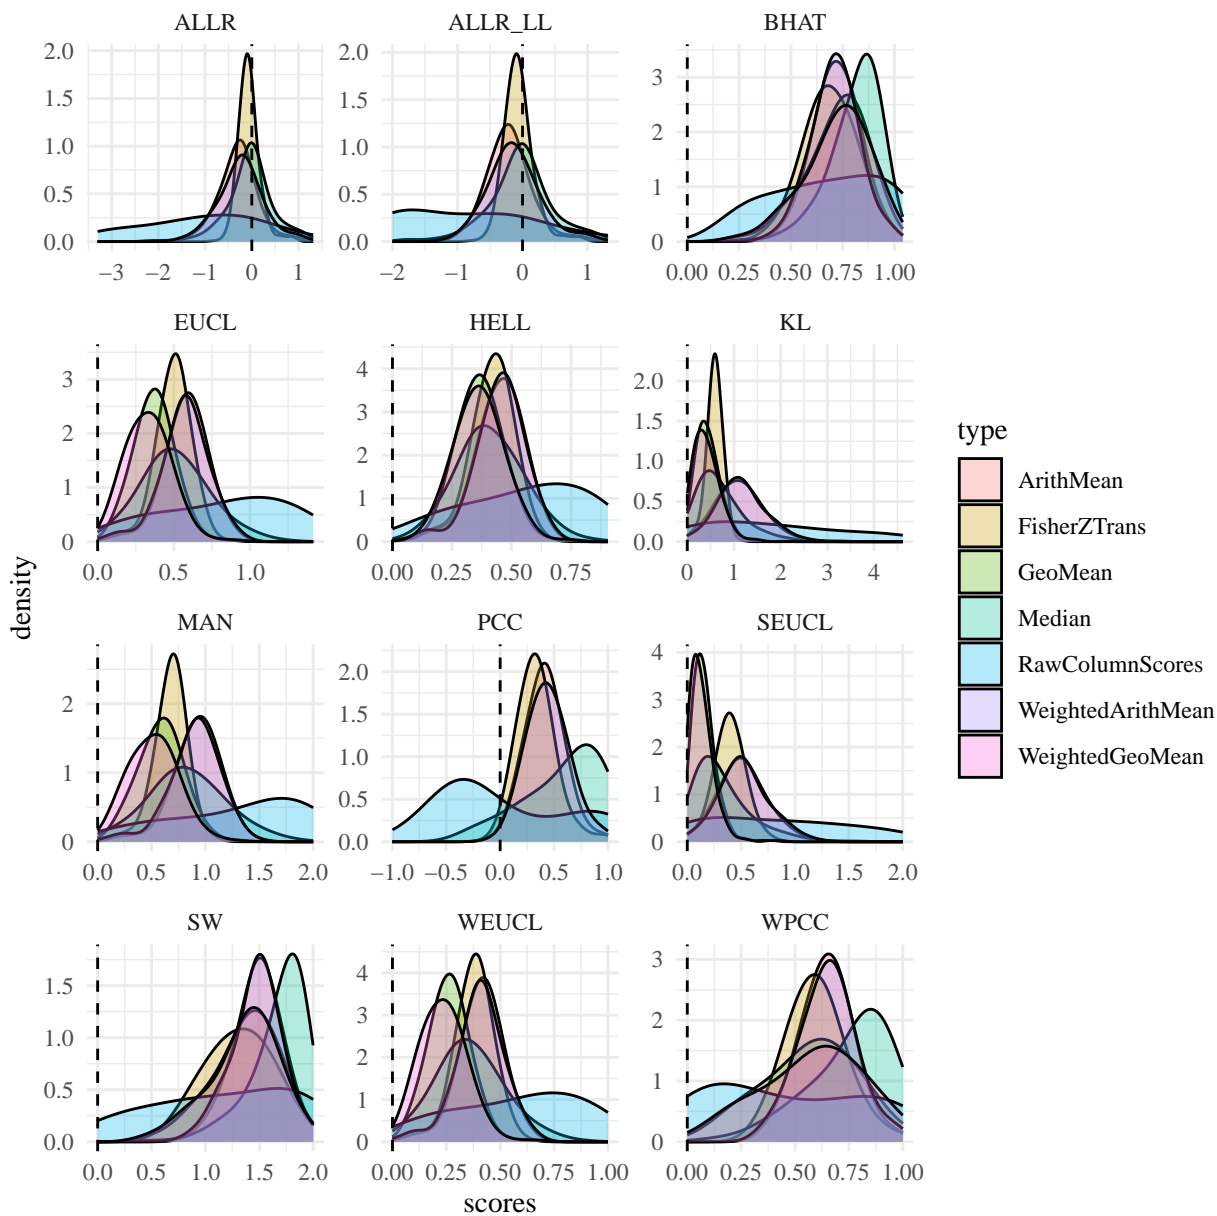 ALLR ALLR_LL BHAT
2.0 2.0 3
1.5 1.5 2
1.0 1.0 1
0.5 0.5 0
0.0 0.0
−3 −2 −1 0 1 −2 −1 0 1 0.00 0.25 0.50 0.75 1.00
EUCL HELL KL
3 4 2.0
2 3 1.5
1 2 1.0
0 1 0.5
0 0.0
0.0 0.5 1.0 0.00 0.25 0.50 0.75 0 1 2 3 4
MAN PCC SEUCL
2 2.0 4
1 1.5 3
0 1.0 2
0.5 1
0.0 0
0.0 0.5 1.0 1.5 2.0 −1.0 −0.5 0.0 0.5 1.0 0.0 0.5 1.0 1.5 2.0
SW WEUCL WPCC
1.5 4 3
1.0 3 2
0.5 2 1
0.0 1 0
0
0.0 0.5 1.0 1.5 2.0 0.00 0.25 0.50 0.75 1.00 0.00 0.25 0.50 0.75 1.00
scores
density
type
ArithMean
FisherZTrans
GeoMean
Median
RawColumnScores
WeightedArithMean
WeightedGeoMean